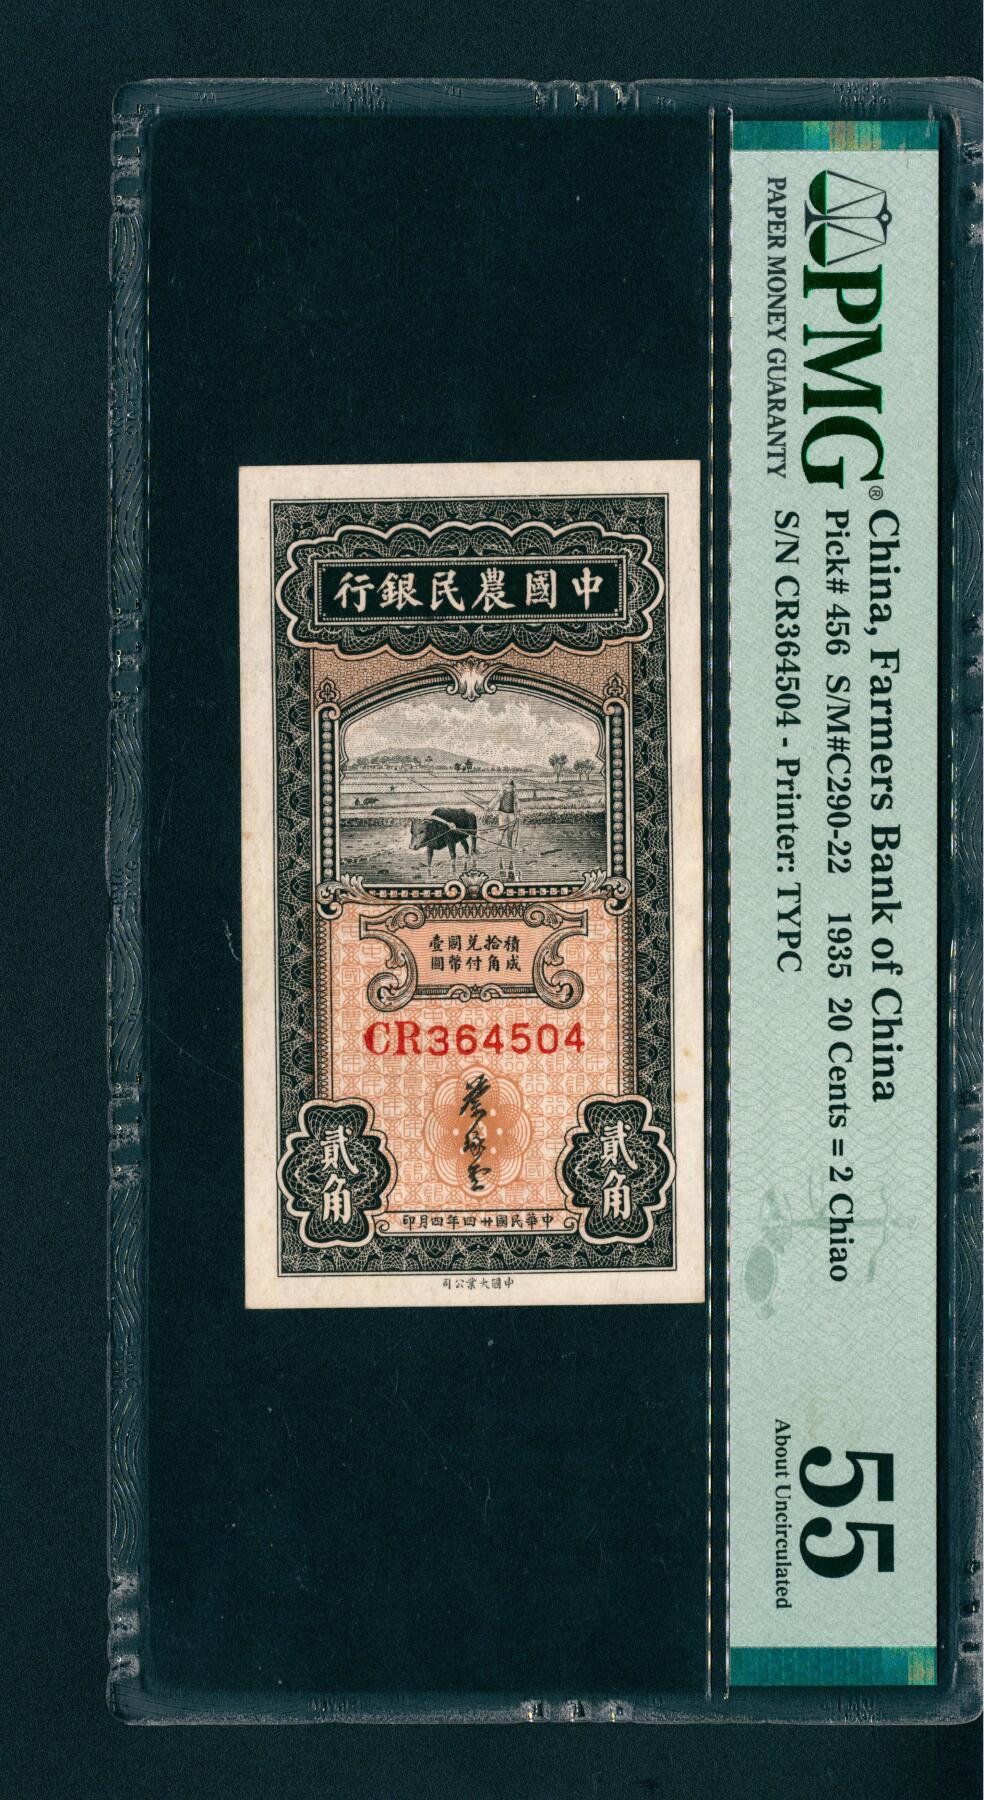 行銀民農國中
壹國兌拾積
圓幣付角成
CR364504
貳角
貳角
印月四年四廿國民華中
司公業大國中
PMG®
PAPER MONEY GUARANTY
China, Farmers Bank of China
Pick# 456 S/M#C290-22 1935 20 Cents = 2 Chiao
S/N CR364504 - Printer: TYPC
55
About Uncirculated